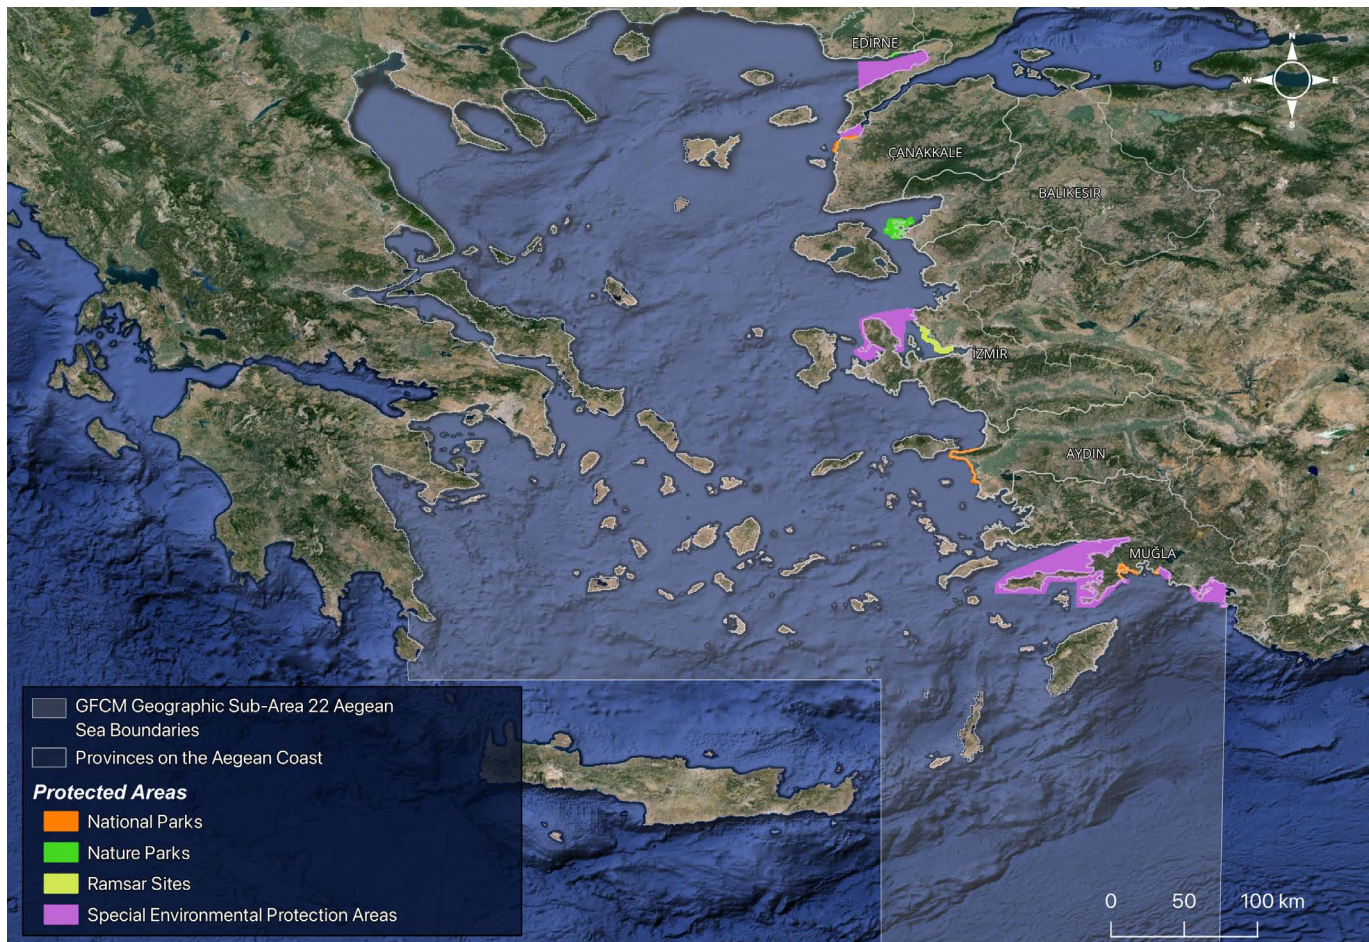 EDİRNE
N
W
E
S
ÇANAKKALE
BALIKESİR
İZMİR
AYDIN
MUĞLA
GFCM Geographic Sub-Area 22 Aegean
Sea Boundaries
Provinces on the Aegean Coast
Protected Areas
National Parks
Nature Parks
Ramsar Sites
Special Environmental Protection Areas
0 50 100 km